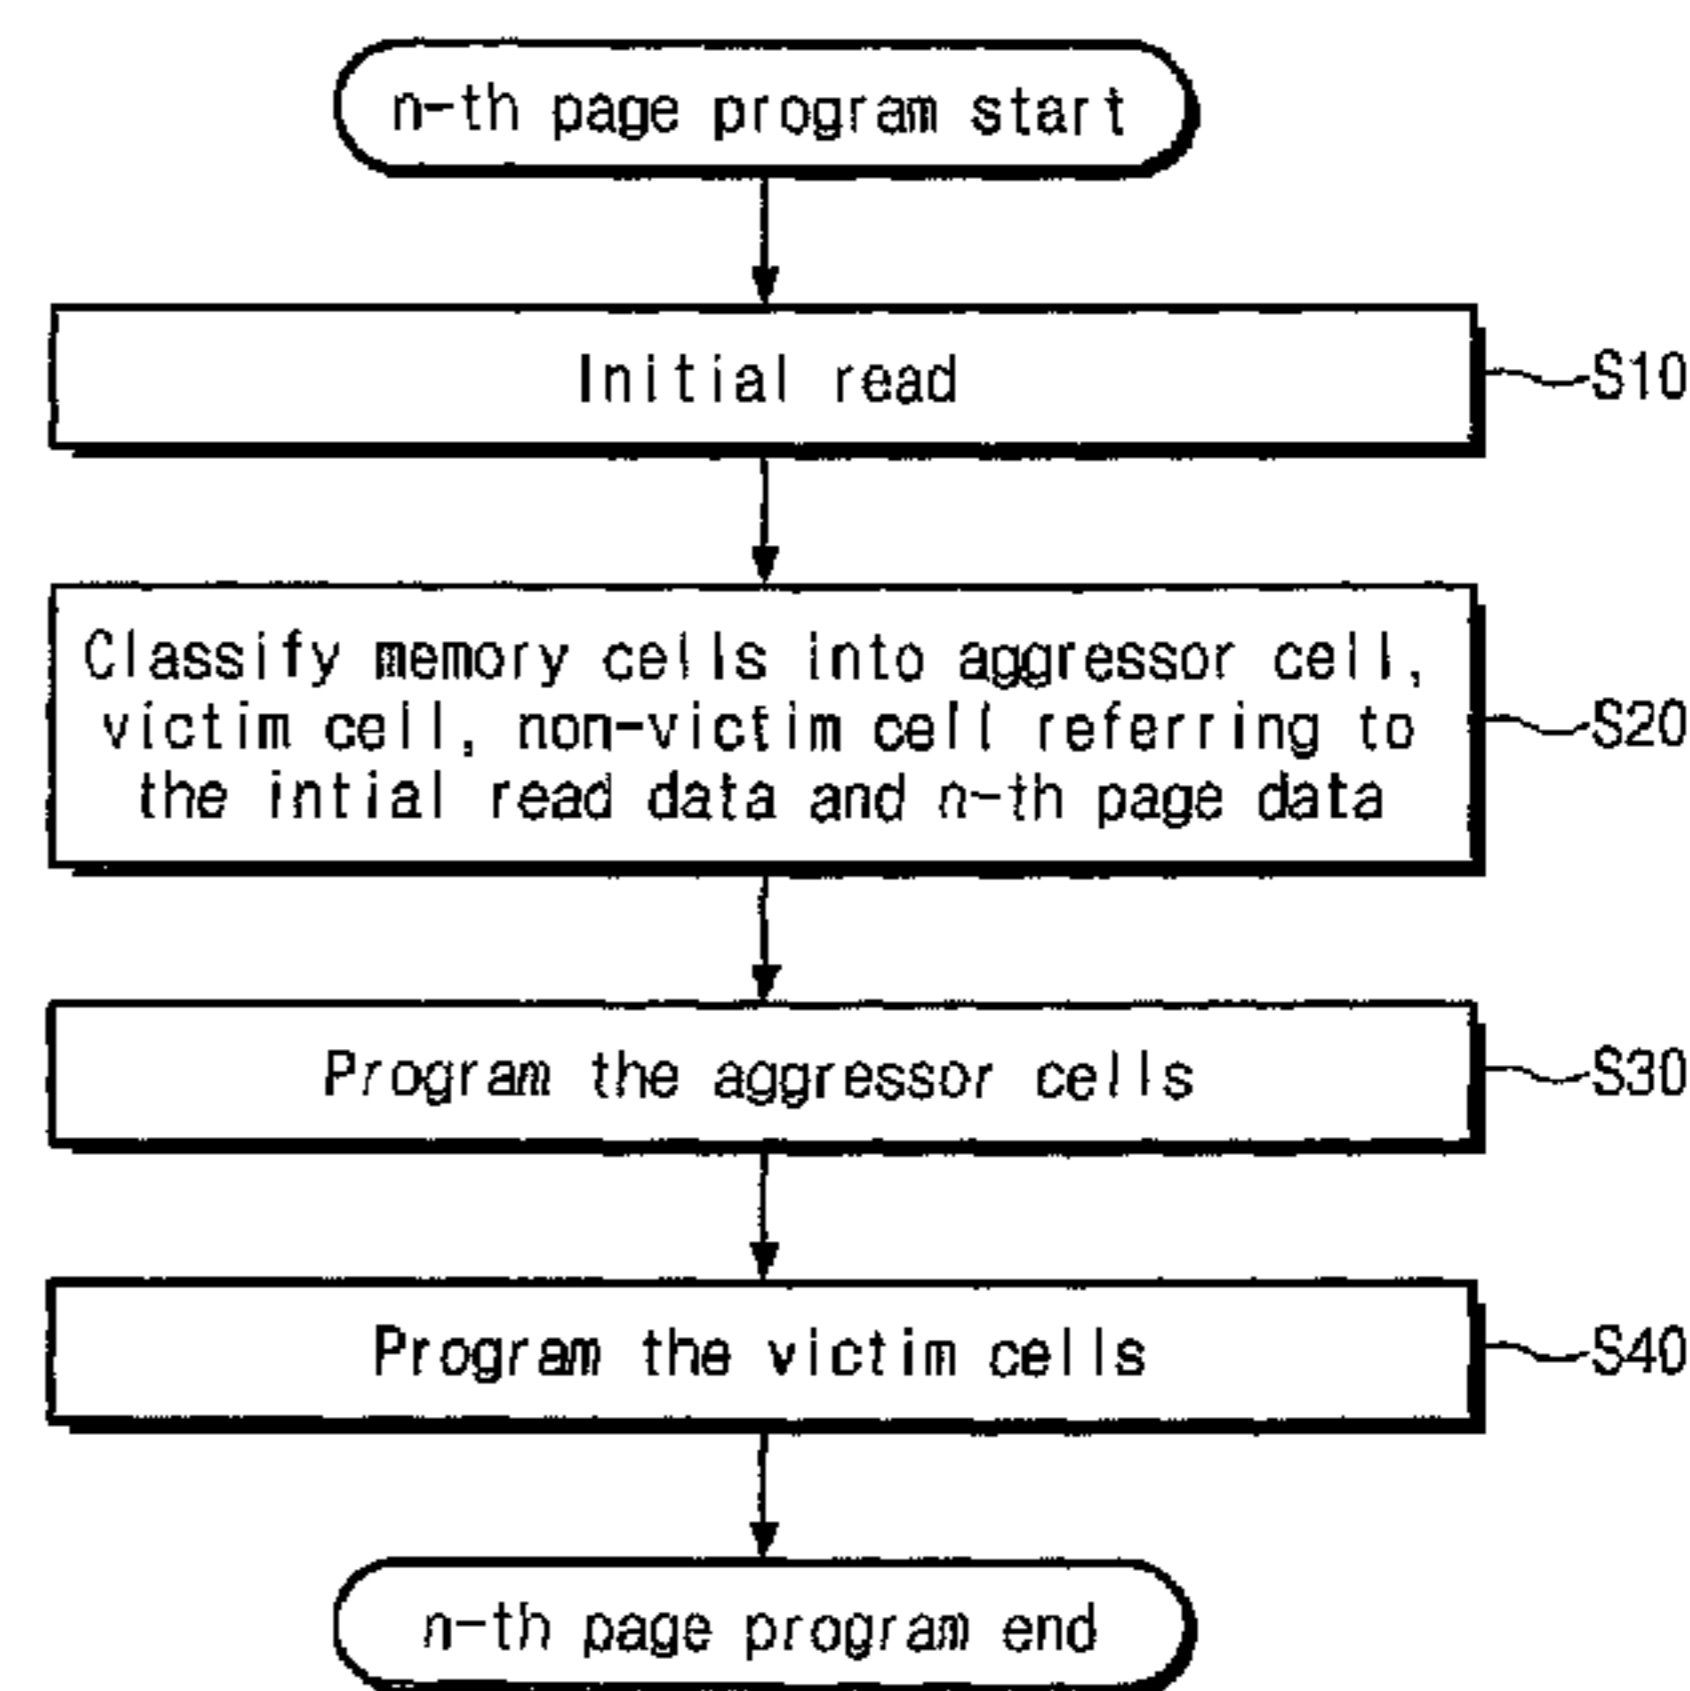 n-th page program start
Initial read
S10
Classify memory cells into aggressor cell,
victim cell, non-victim cell referring to
the intial read data and n-th page data
S20
Program the aggressor cells
S30
Program the victim cells
S40
n-th page program end